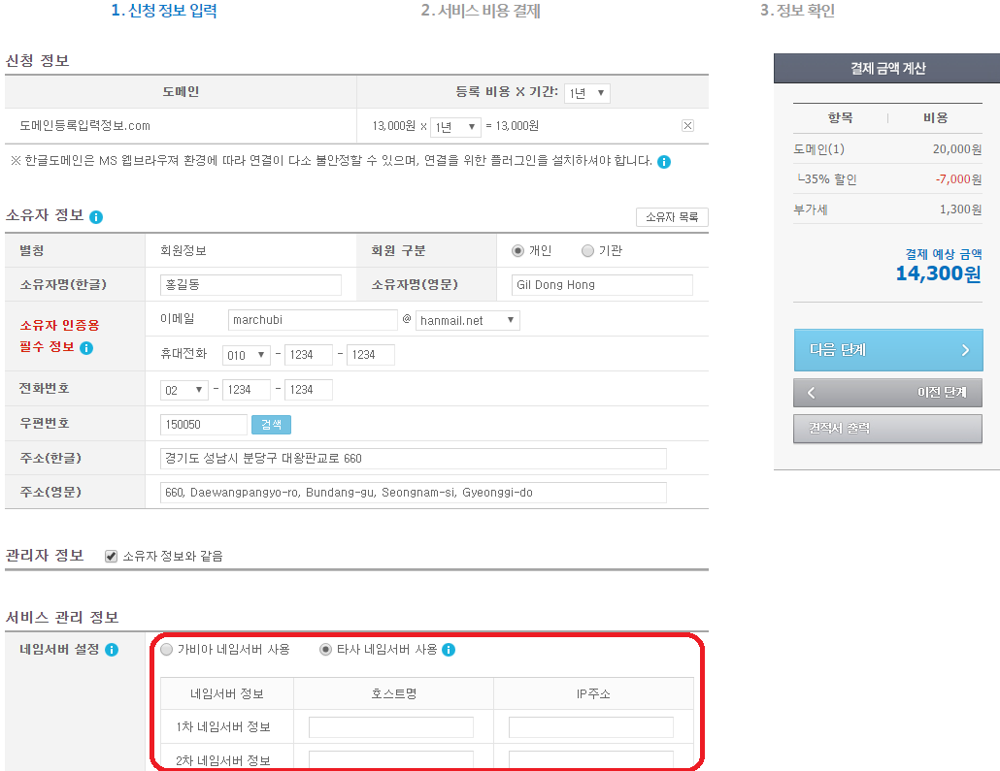 1. 신청 정보 입력
2. 서비스 비용 결제
3. 정보 확인
신청 정보
도메인 등록 비용 X 기간: 1년
도메인등록입력정보.com 13,000원 x 1년 = 13,000원
※ 한글도메인은 MS 웹브라우져 환경에 따라 연결이 다소 불안정할 수 있으며, 연결을 위한 플러그인을 설치하셔야 합니다.
소유자 정보 소유자 목록
별칭 회원정보 회원 구분 개인 기관
소유자명(한글) 홍길동 소유자명(영문) Gil Dong Hong
소유자 인증용
필수 정보
이메일 marchubi @ hanmail.net
휴대전화 010 - 1234 - 1234
전화번호 02 - 1234 - 1234
우편번호 150050 검색
주소(한글) 경기도 성남시 분당구 대왕판교로 660
주소(영문) 660, Daewangpangyo-ro, Bundang-gu, Seongnam-si, Gyeonggi-do
관리자 정보 소유자 정보와 같음
서비스 관리 정보
네임서버 설정 가비아 네임서버 사용 타사 네임서버 사용
네임서버 정보 호스트명 IP주소
1차 네임서버 정보
2차 네임서버 정보
결제 금액 계산
항목 비용
도메인(1) 20,000원
└35% 할인 -7,000원
부가세 1,300원
결제 예상 금액
14,300원
다음 단계
이전 단계
견적서 출력